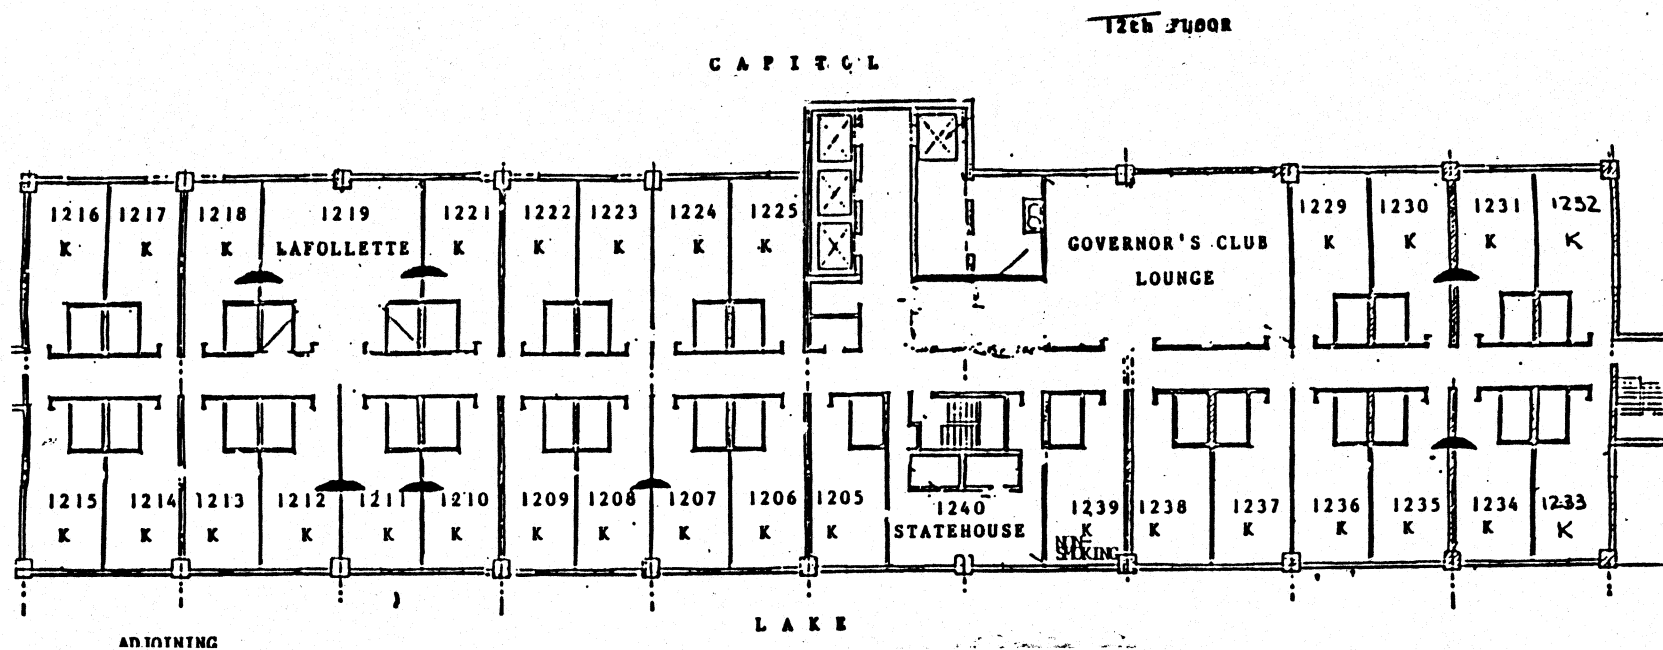 12th FLOOR
CAPITOL
1216 1217 1218 1219 1221 1222 1223 1224 1225 1229 1230 1231 1232
K K K LAFOLLETTE K K K K K GOVERNOR'S CLUB K K K K
LOUNGE
1215 1214 1213 1212 1211 1210 1209 1208 1207 1206 1205 1240 1239 1238 1237 1236 1235 1234 1233
K K K K K K K K K K K STATEHOUSE K K K K K K K
NON-
SMOKING
LAKE
ADJOINING